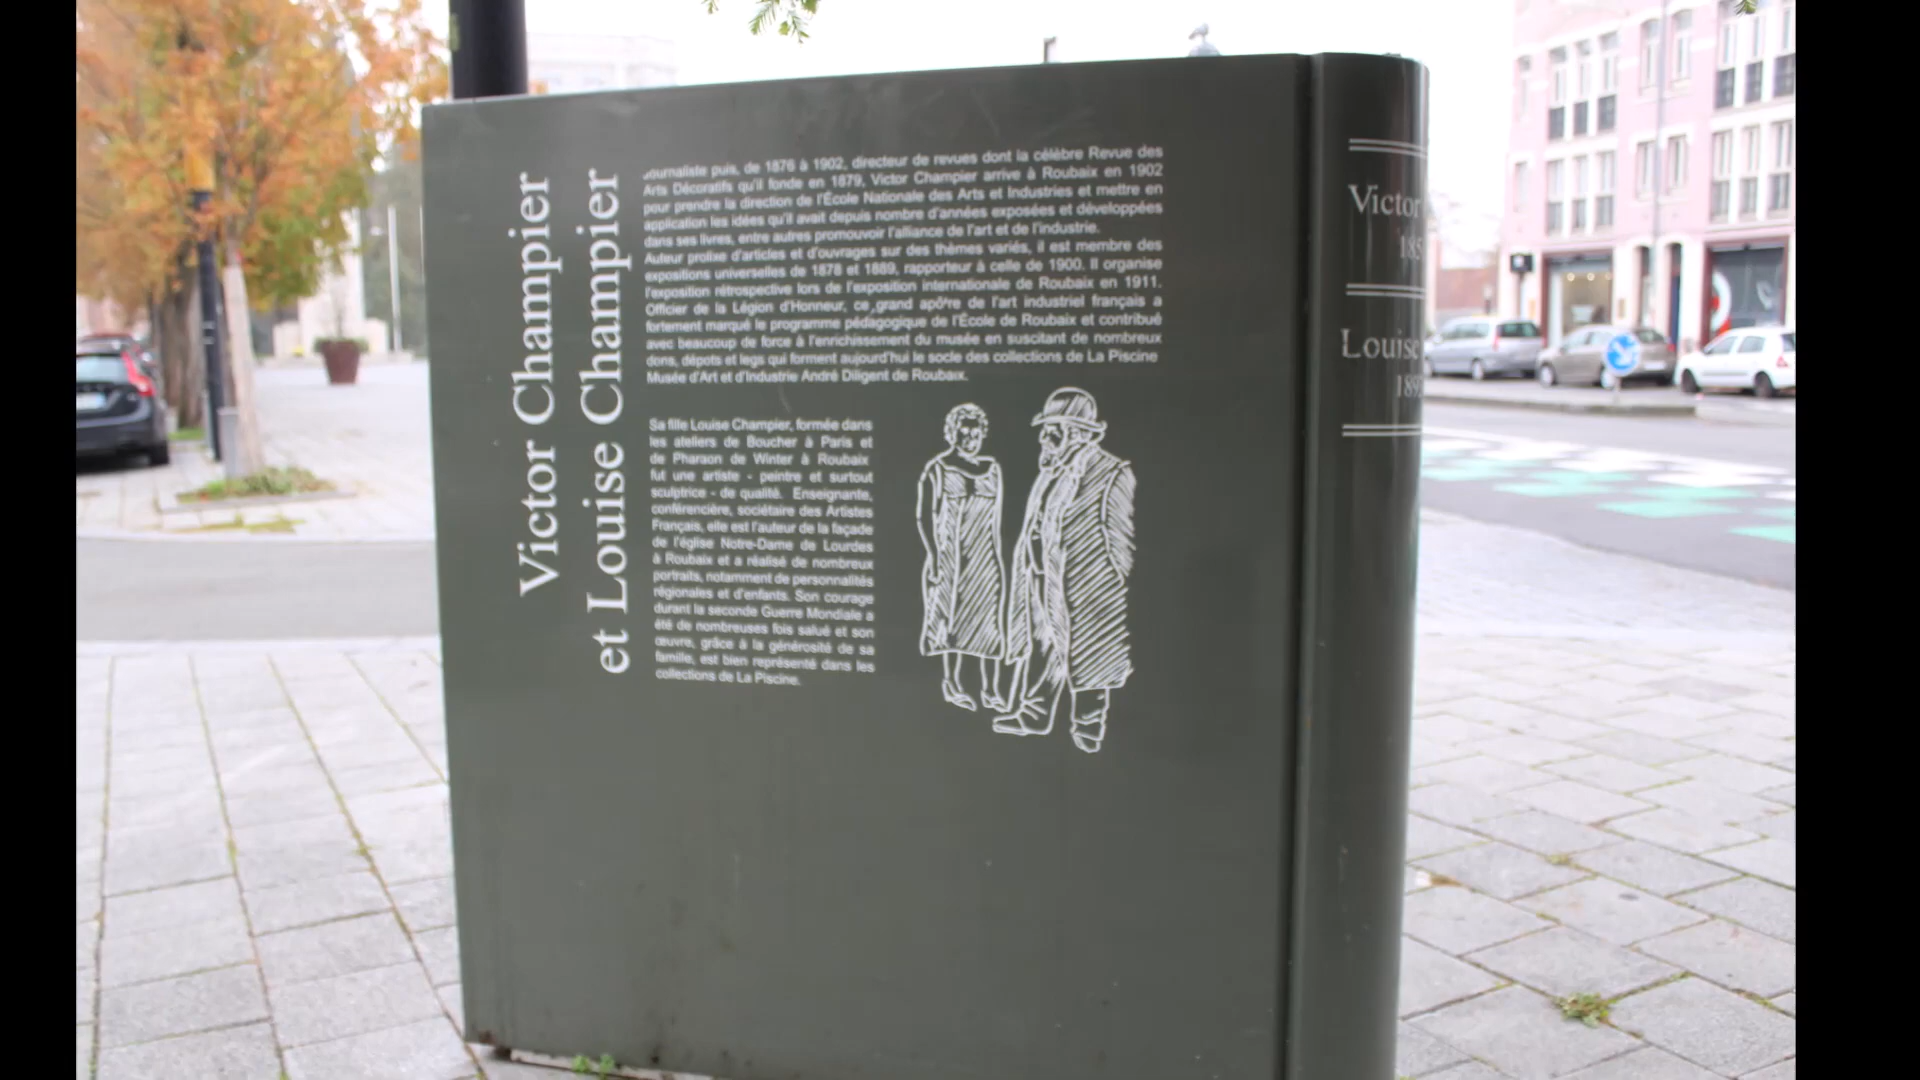 Victor Champier
et Louise Champier
Journaliste puis, de 1876 à 1902, directeur de revues dont la célèbre Revue des
Arts Décoratifs qu'il fonde en 1879, Victor Champier arrive à Roubaix en 1902
pour prendre la direction de l'École Nationale des Arts et Industries et mettre en
application les idées qu'il avait depuis nombre d'années exposées et développées
dans ses livres, entre autres promouvoir l'alliance de l'art et de l'industrie.
Auteur prolixe d'articles et d'ouvrages sur des thèmes variés, il est membre des
expositions universelles de 1878 et 1889, rapporteur à celle de 1900. Il organise
l'exposition rétrospective lors de l'exposition internationale de Roubaix en 1911.
Officier de la Légion d'Honneur, ce grand apôtre de l'art industriel français a
fortement marqué le programme pédagogique de l'École de Roubaix et contribué
avec beaucoup de force à l'enrichissement du musée en suscitant de nombreux
dons, dépots et legs qui forment aujourd'hui le socle des collections de La Piscine
Musée d'Art et d'Industrie André Diligent de Roubaix.
Sa fille Louise Champier, formée dans
les ateliers de Boucher à Paris et
de Pharaon de Winter à Roubaix
fut une artiste - peintre et surtout
sculptrice - de qualité. Enseignante,
conférencière, sociétaire des Artistes
Français, elle est l'auteur de la façade
de l'église Notre-Dame de Lourdes
à Roubaix et a réalisé de nombreux
portraits, notamment de personnalités
régionales et d'enfants. Son courage
durant la seconde Guerre Mondiale a
été de nombreuses fois salué et son
œuvre, grâce à la générosité de sa
famille, est bien représenté dans les
collections de La Piscine.
Victor
185
Louise
189